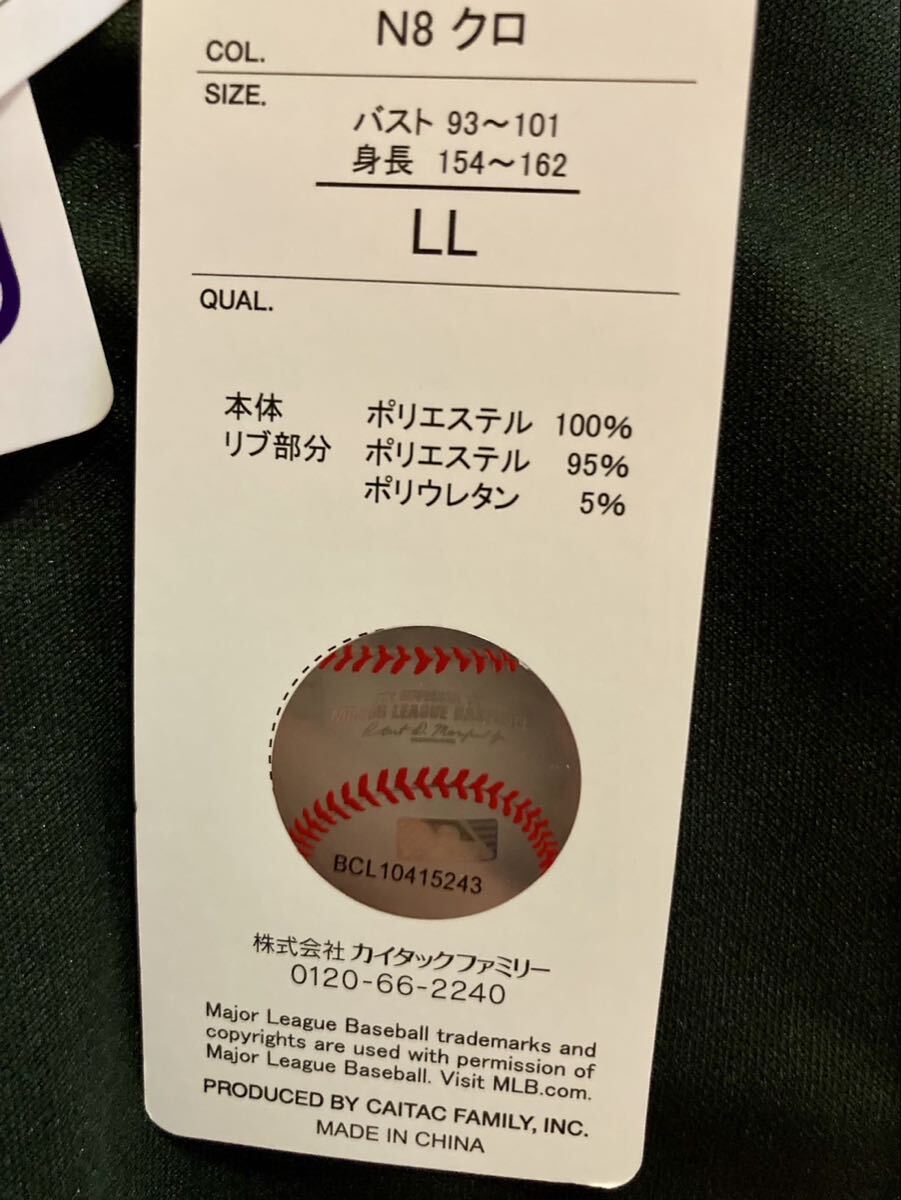 COL. N8 クロ
SIZE.
バスト 93～101
身長 154～162
LL
QUAL.
本体 ポリエステル 100%
リブ部分 ポリエステル 95%
ポリウレタン 5%
MAJOR LEAGUE BASEBALL
BCL10415243
株式会社 カイタックファミリー
0120-66-2240
Major League Baseball trademarks and
copyrights are used with permission of
Major League Baseball. Visit MLB.com.
PRODUCED BY CAITAC FAMILY, INC.
MADE IN CHINA